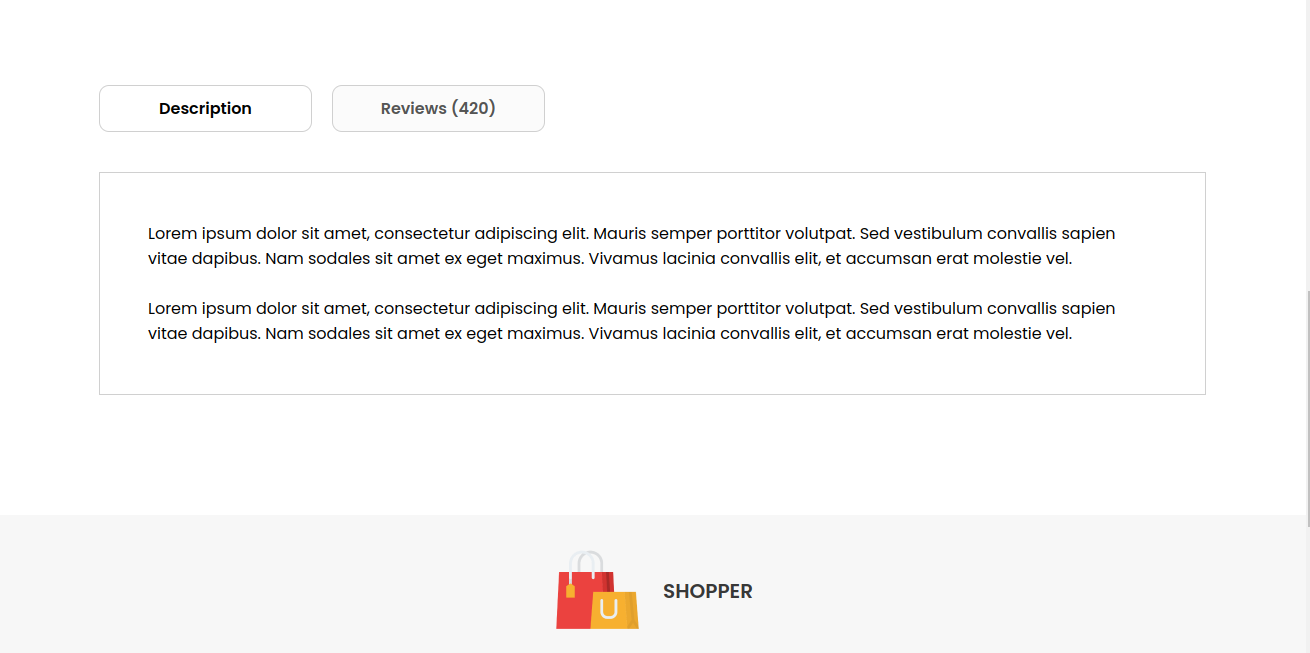 Description
Reviews (420)
Lorem ipsum dolor sit amet, consectetur adipiscing elit. Mauris semper porttitor volutpat. Sed vestibulum convallis sapien
vitae dapibus. Nam sodales sit amet ex eget maximus. Vivamus lacinia convallis elit, et accumsan erat molestie vel.
Lorem ipsum dolor sit amet, consectetur adipiscing elit. Mauris semper porttitor volutpat. Sed vestibulum convallis sapien
vitae dapibus. Nam sodales sit amet ex eget maximus. Vivamus lacinia convallis elit, et accumsan erat molestie vel.
SHOPPER